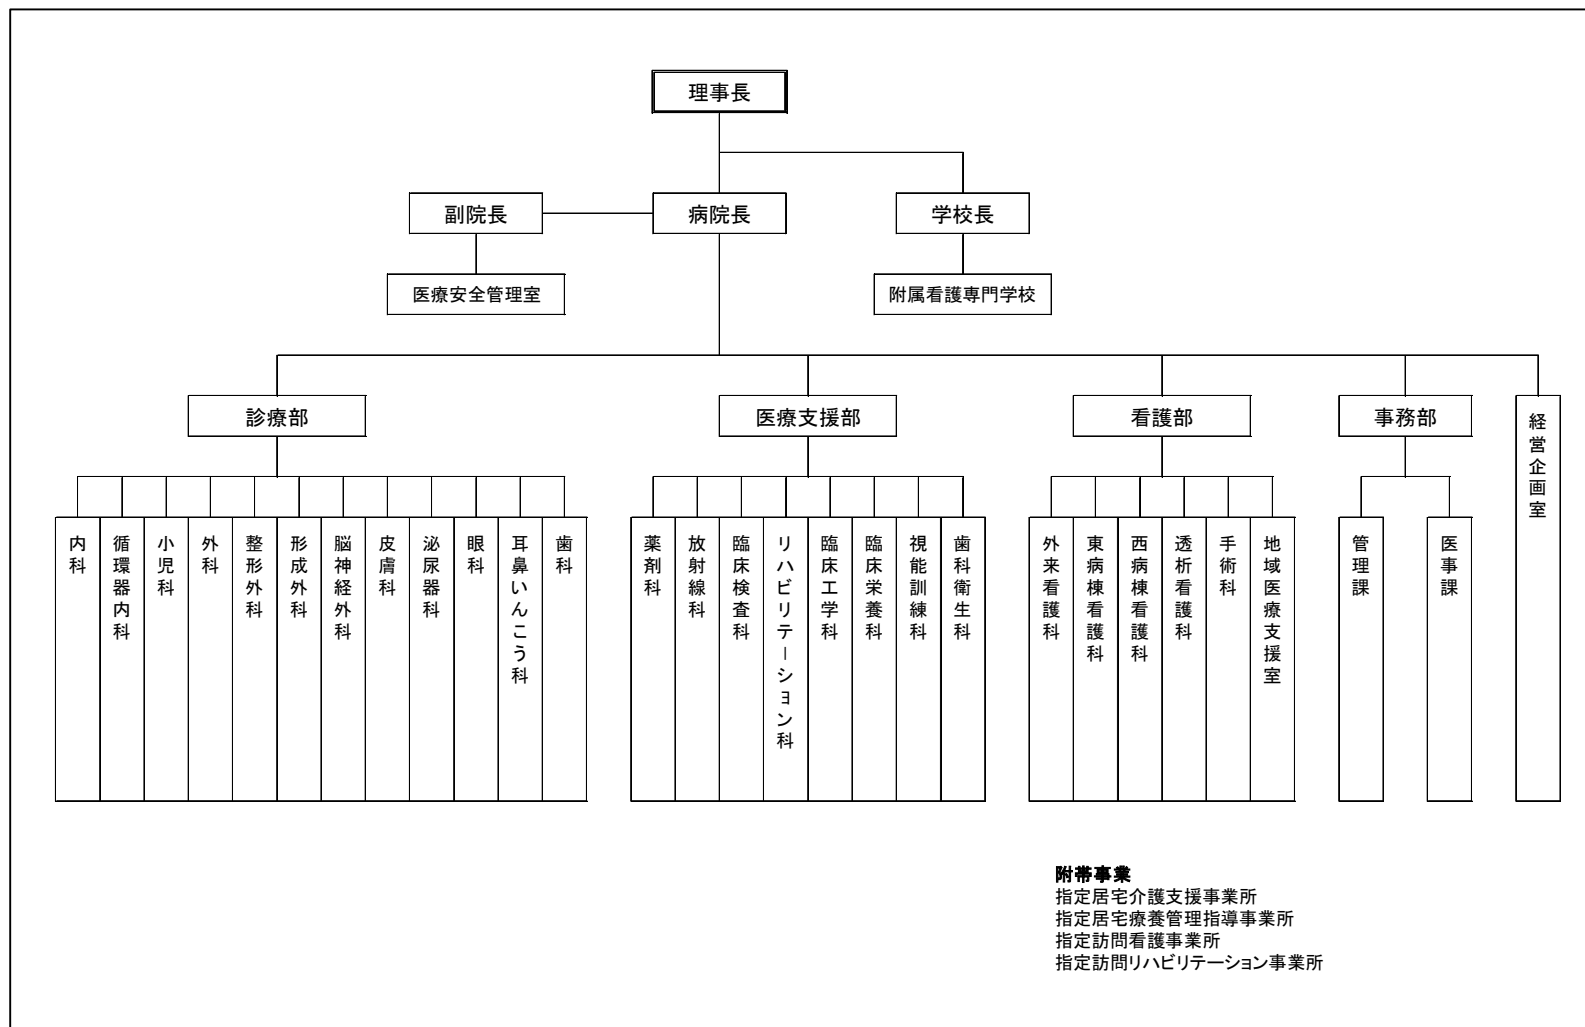 理事長
副院長
病院長
学校長
医療安全管理室
附属看護専門学校
診療部
医療支援部
看護部
事務部
経営企画室
内科
循環器内科
小児科
外科
整形外科
形成外科
脳神経外科
皮膚科
泌尿器科
眼科
耳鼻いんこう科
歯科
薬剤科
放射線科
臨床検査科
リハビリテーション科
臨床工学科
臨床栄養科
視能訓練科
歯科衛生科
外来看護科
東病棟看護科
西病棟看護科
透析看護科
手術科
地域医療支援室
管理課
医事課
附帯事業
指定居宅介護支援事業所
指定居宅療養管理指導事業所
指定訪問看護事業所
指定訪問リハビリテーション事業所